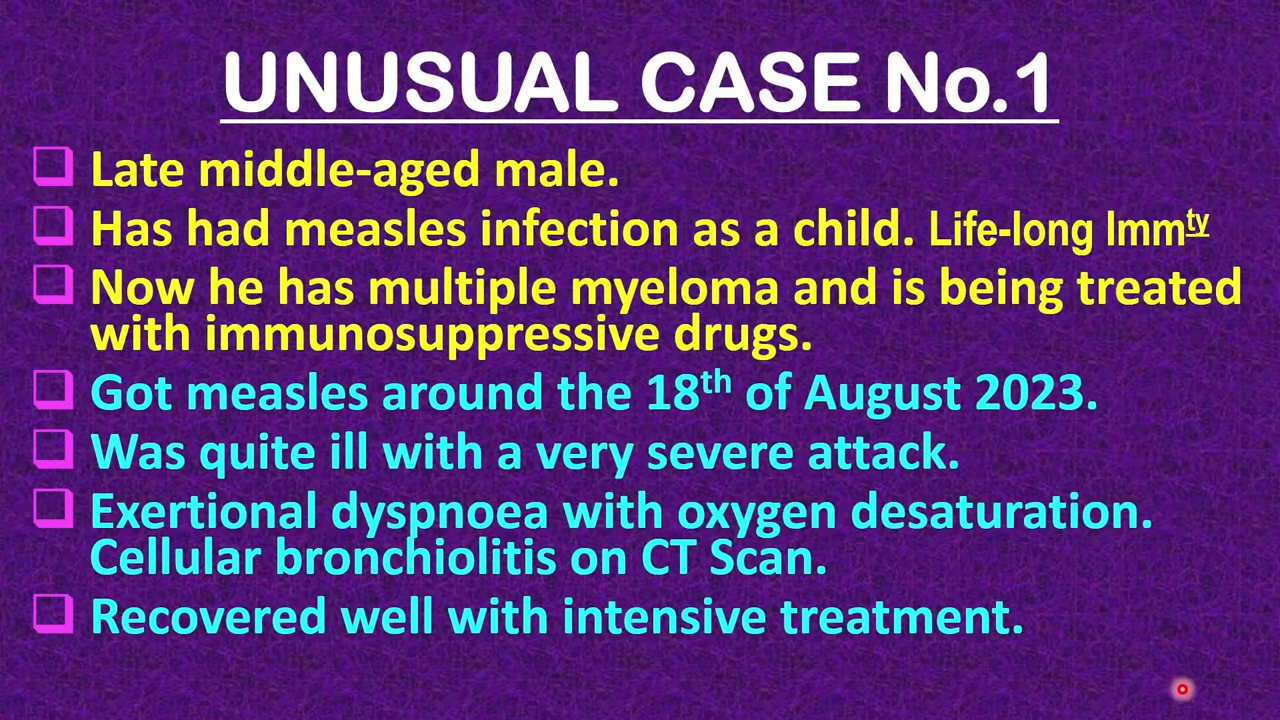 UNUSUAL CASE No.1
Late middle-aged male.
Has had measles infection as a child. Life-long Immty
Now he has multiple myeloma and is being treated
with immunosuppressive drugs.
Got measles around the 18th of August 2023.
Was quite ill with a very severe attack.
Exertional dyspnoea with oxygen desaturation.
Cellular bronchiolitis on CT Scan.
Recovered well with intensive treatment.